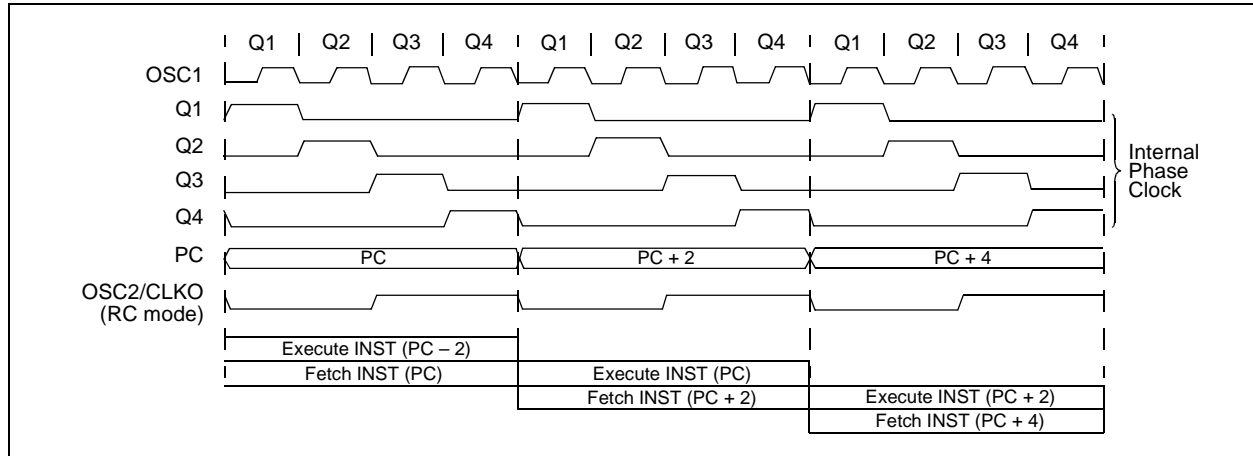 Q1 | Q2 | Q3 | Q4 | Q1 | Q2 | Q3 | Q4 | Q1 | Q2 | Q3 | Q4
OSC1
Q1
Q2
Q3
Q4
Internal
Phase
Clock
PC PC PC + 2 PC + 4
OSC2/CLKO
(RC mode)
Execute INST (PC – 2)
Fetch INST (PC) Execute INST (PC)
Fetch INST (PC + 2) Execute INST (PC + 2)
Fetch INST (PC + 4)